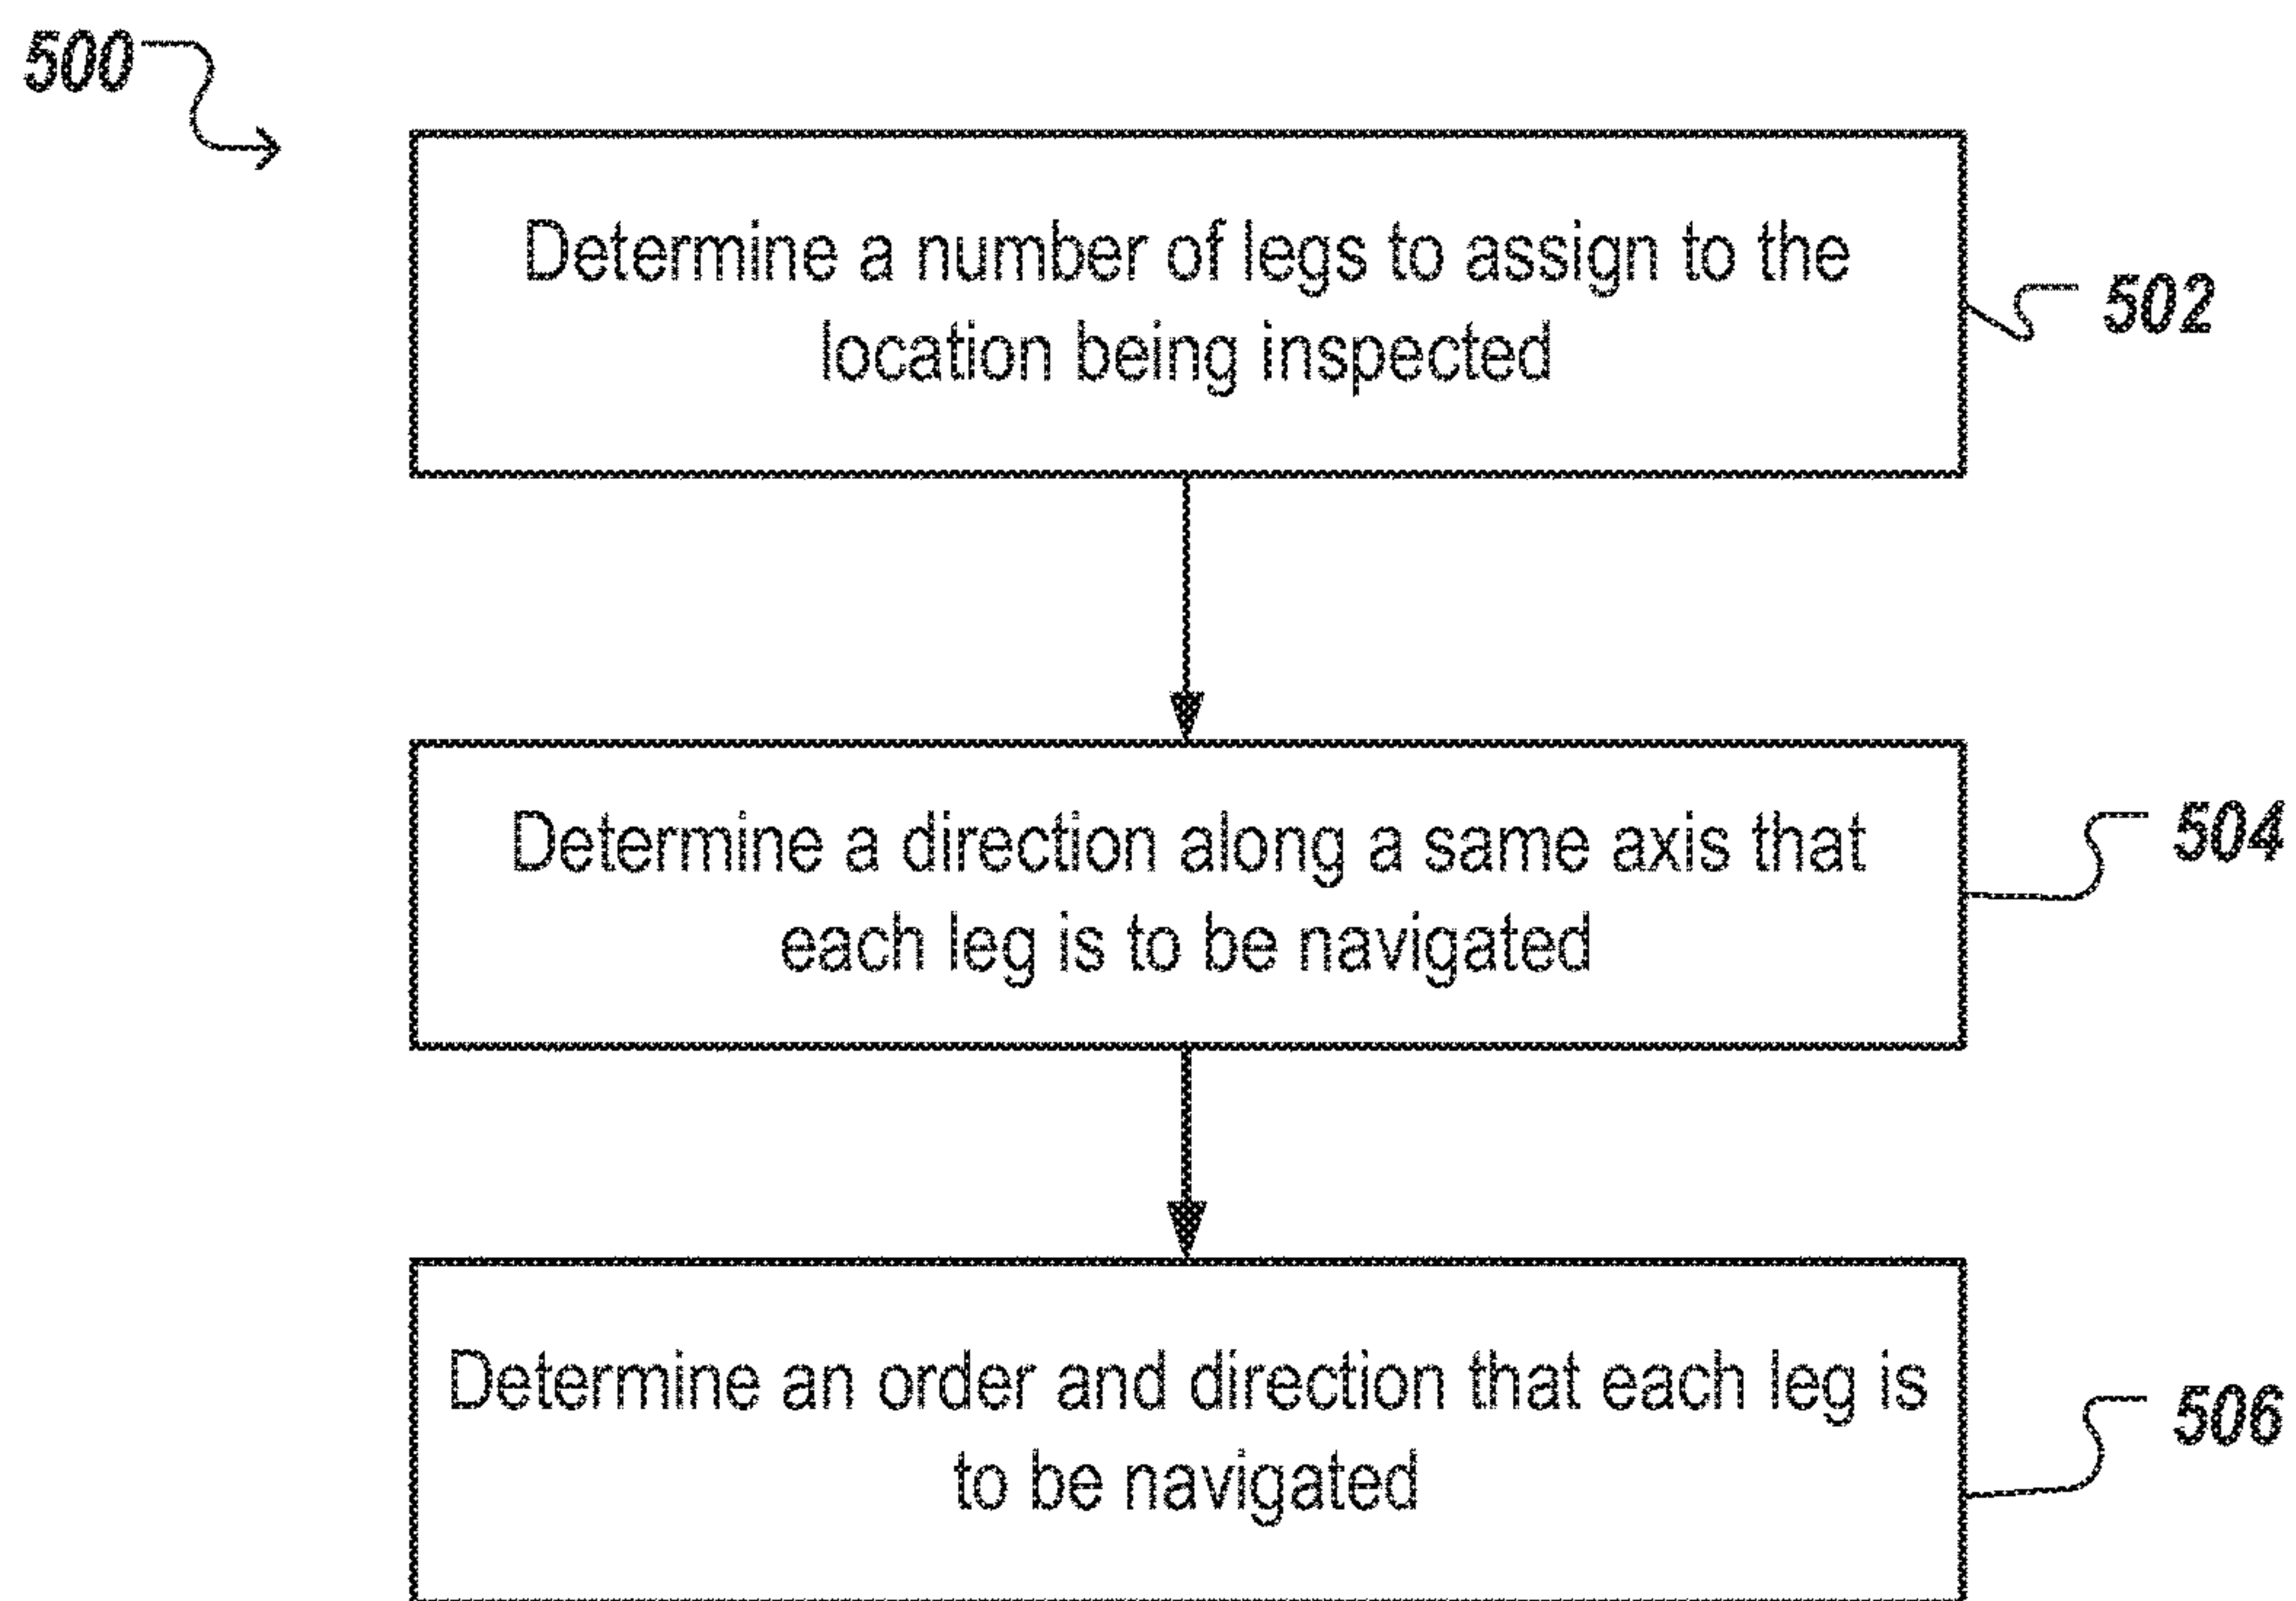 500
Determine a number of legs to assign to the
location being inspected
502
Determine a direction along a same axis that
each leg is to be navigated
504
Determine an order and direction that each leg is
to be navigated
506